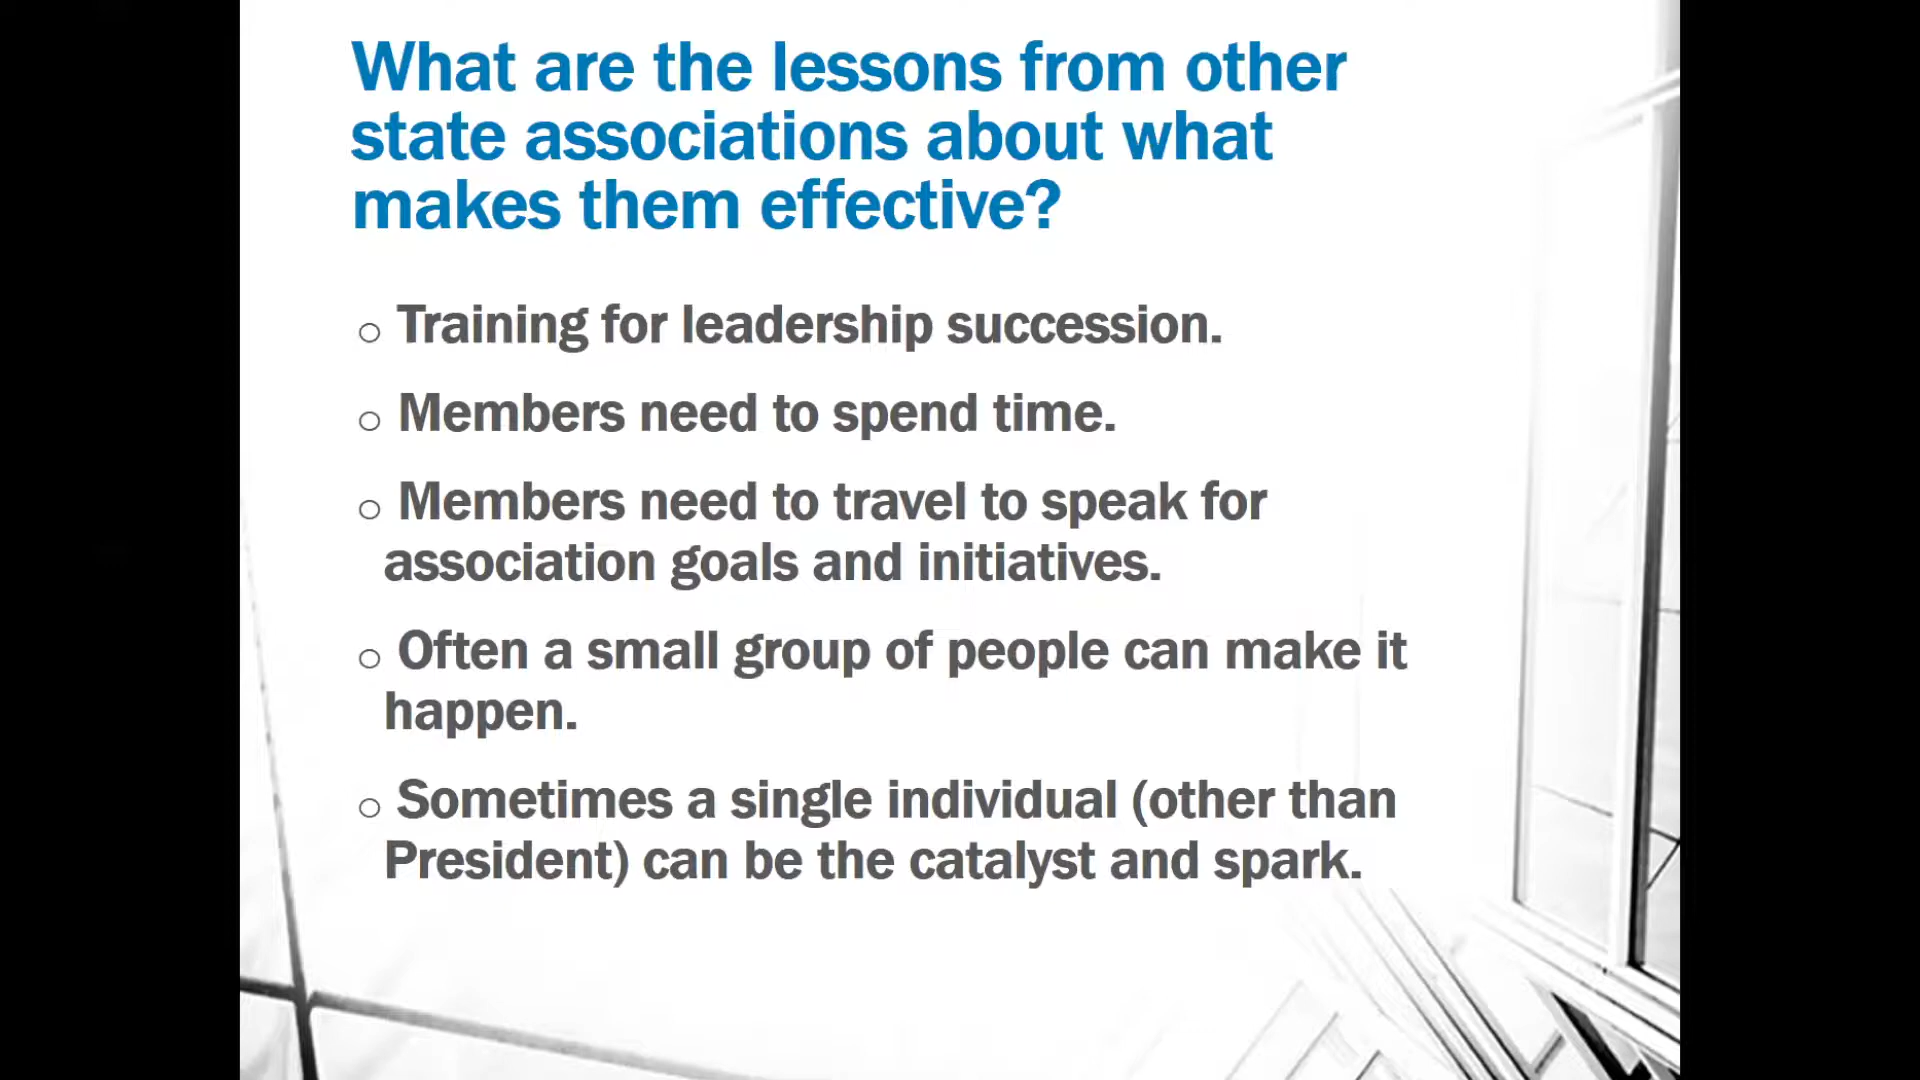 What are the lessons from other
state associations about what
makes them effective?
○ Training for leadership succession.
○ Members need to spend time.
○ Members need to travel to speak for
association goals and initiatives.
○ Often a small group of people can make it
happen.
○ Sometimes a single individual (other than
President) can be the catalyst and spark.